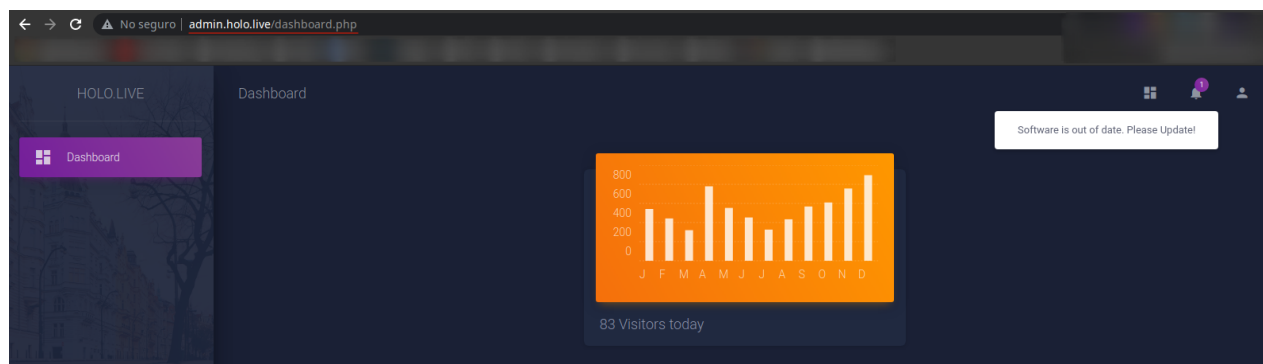 No seguro | admin.holo.live/dashboard.php
HOLO.LIVE
Dashboard
1
Software is out of date. Please Update!
Dashboard
800
600
400
200
0
J F M A M J J A S O N D
83 Visitors today